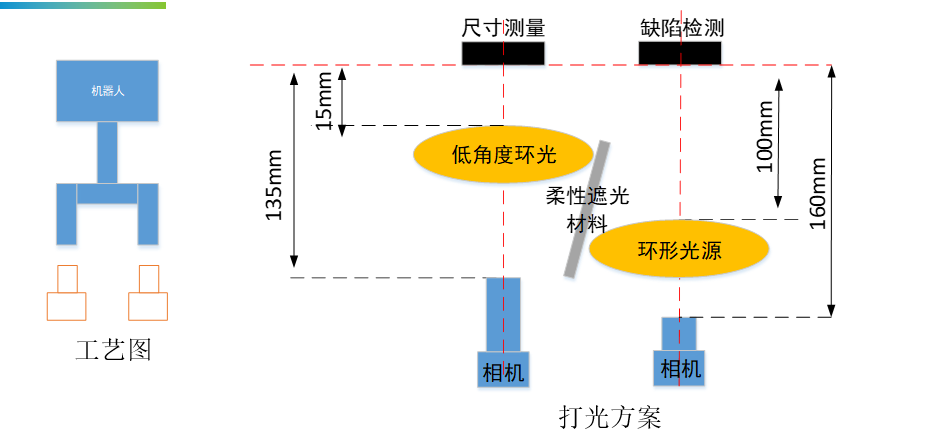 尺寸测量
缺陷检测
机器人
15mm
100mm
低角度环光
135mm
160mm
柔性遮光
材料
环形光源
工艺图
相机
相机
打光方案